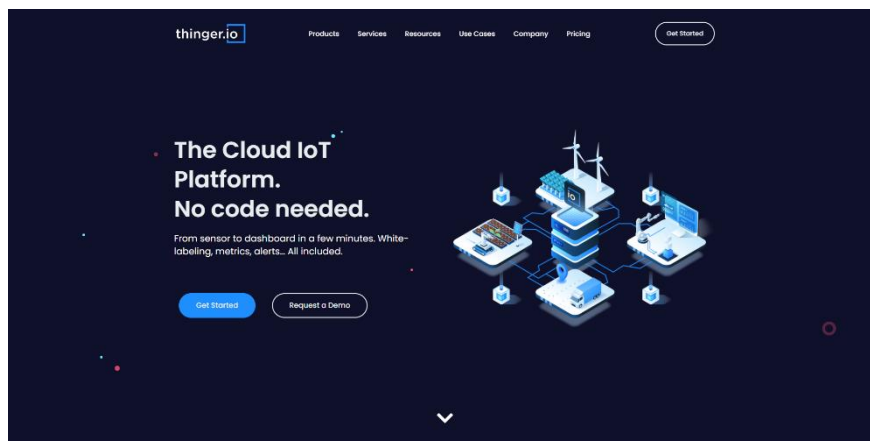 thinger.io
Products Services Resources Use Cases Company Pricing
Get Started
The Cloud IoT
Platform.
No code needed.
From sensor to dashboard in a few minutes. White-
labeling, metrics, alerts... All included.
Get Started
Request a Demo
io